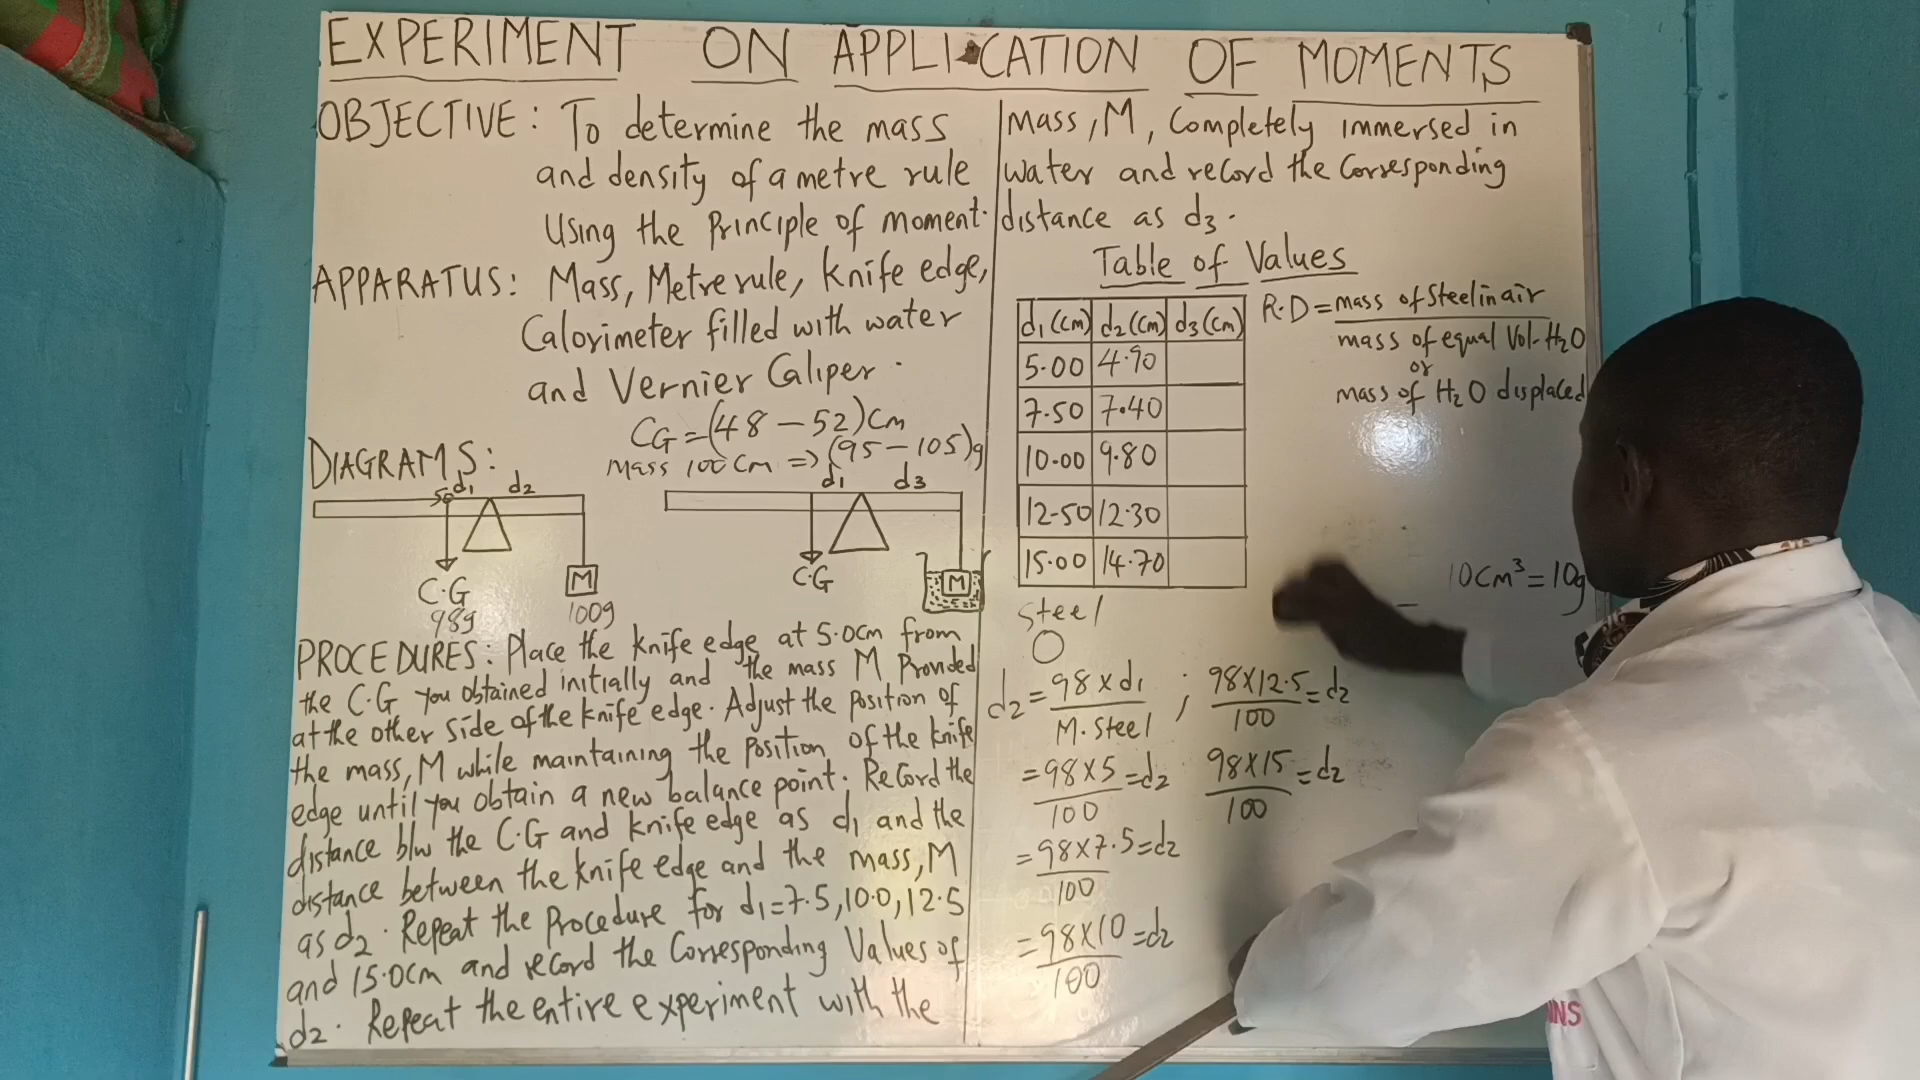 EXPERIMENT ON APPLICATION OF MOMENTS
OBJECTIVE: To determine the mass
and density of a metre rule
Using the Principle of moment.
APPARATUS: Mass, Metre rule, Knife edge,
Calorimeter filled with water
and Vernier Caliper.
CG = (48 - 52)cm
Mass 100cm => (95 - 105)g
DIAGRAMS:
50 d1 d2
C.G M
98g 100g
d1 d3
C.G M
PROCEDURES: Place the knife edge at 5.0cm from
the C.G you obtained initially and the mass M Provided
at the other side of the knife edge. Adjust the position of
the mass, M while maintaining the position of the knife
edge until you obtain a new balance point. Record the
distance b/w the C.G and knife edge as d1 and the
distance between the knife edge and the mass, M
as d2. Repeat the Procedure for d1=7.5, 10.0, 12.5
and 15.0cm and record the Corresponding Values of
d2. Repeat the entire experiment with the
Mass, M, Completely immersed in
water and record the Corresponding
distance as d3.
Table of Values
d1(cm) d2(cm) d3(cm)
5.00 4.90
7.50 7.40
10.00 9.80
12.50 12.30
15.00 14.70
R.D = mass of Steel in air
mass of equal Vol. H2O
or
mass of H2O displaced
10cm³ = 10g
Steel
d2 = 98 x d1 / M.Steel ; 98x12.5 / 100 = d2
= 98x5 / 100 = d2 98x15 / 100 = d2
= 98x7.5 / 100 = d2
= 98x10 / 100 = d2